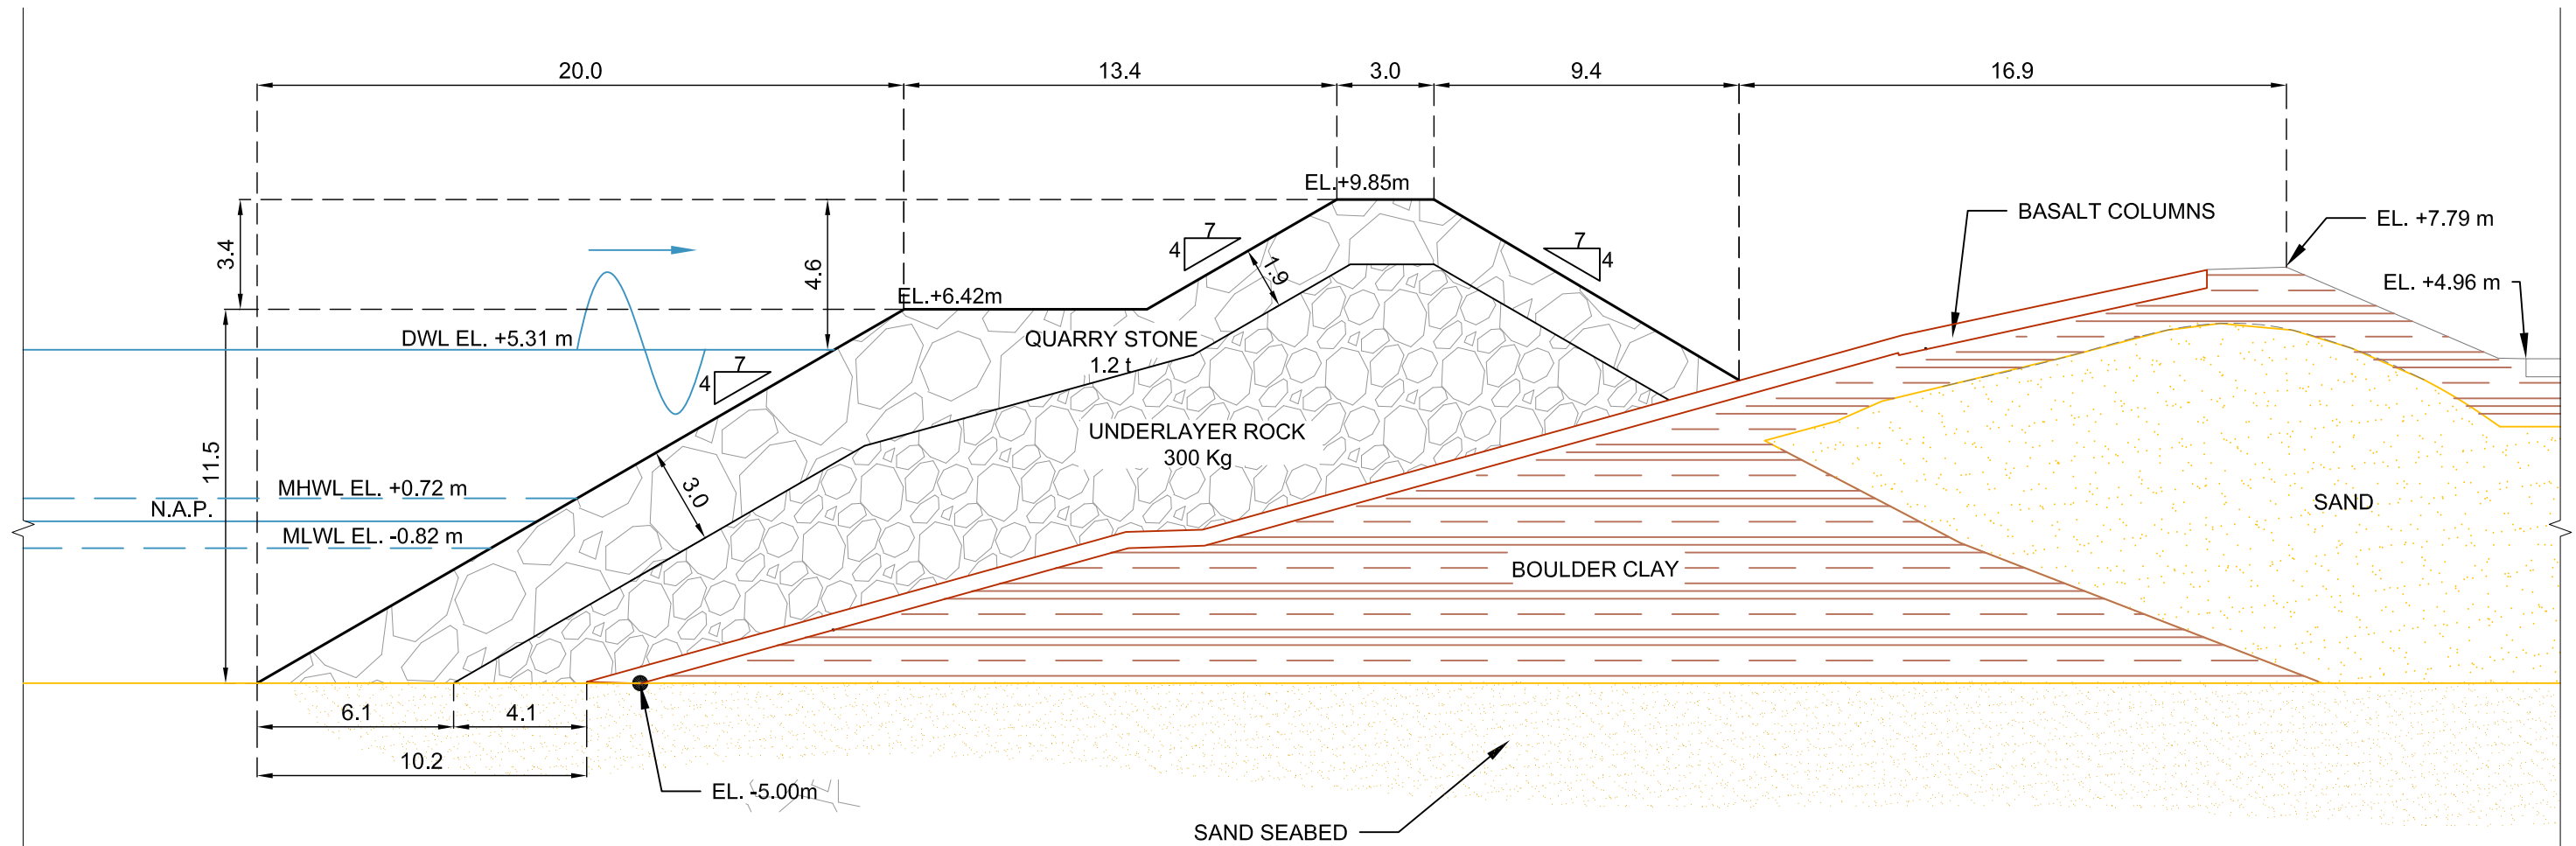 20.0
13.4
3.0
9.4
16.9
EL.+9.85m
BASALT COLUMNS
EL. +7.79 m
3.4
4.6
7
4
1.9
7
4
EL. +4.96 m
EL.+6.42m
DWL EL. +5.31 m
QUARRY STONE
1.2 t
7
4
UNDERLAYER ROCK
300 Kg
11.5
MHWL EL. +0.72 m
3.0
N.A.P.
SAND
MLWL EL. -0.82 m
BOULDER CLAY
6.1
4.1
10.2
EL. -5.00m
SAND SEABED